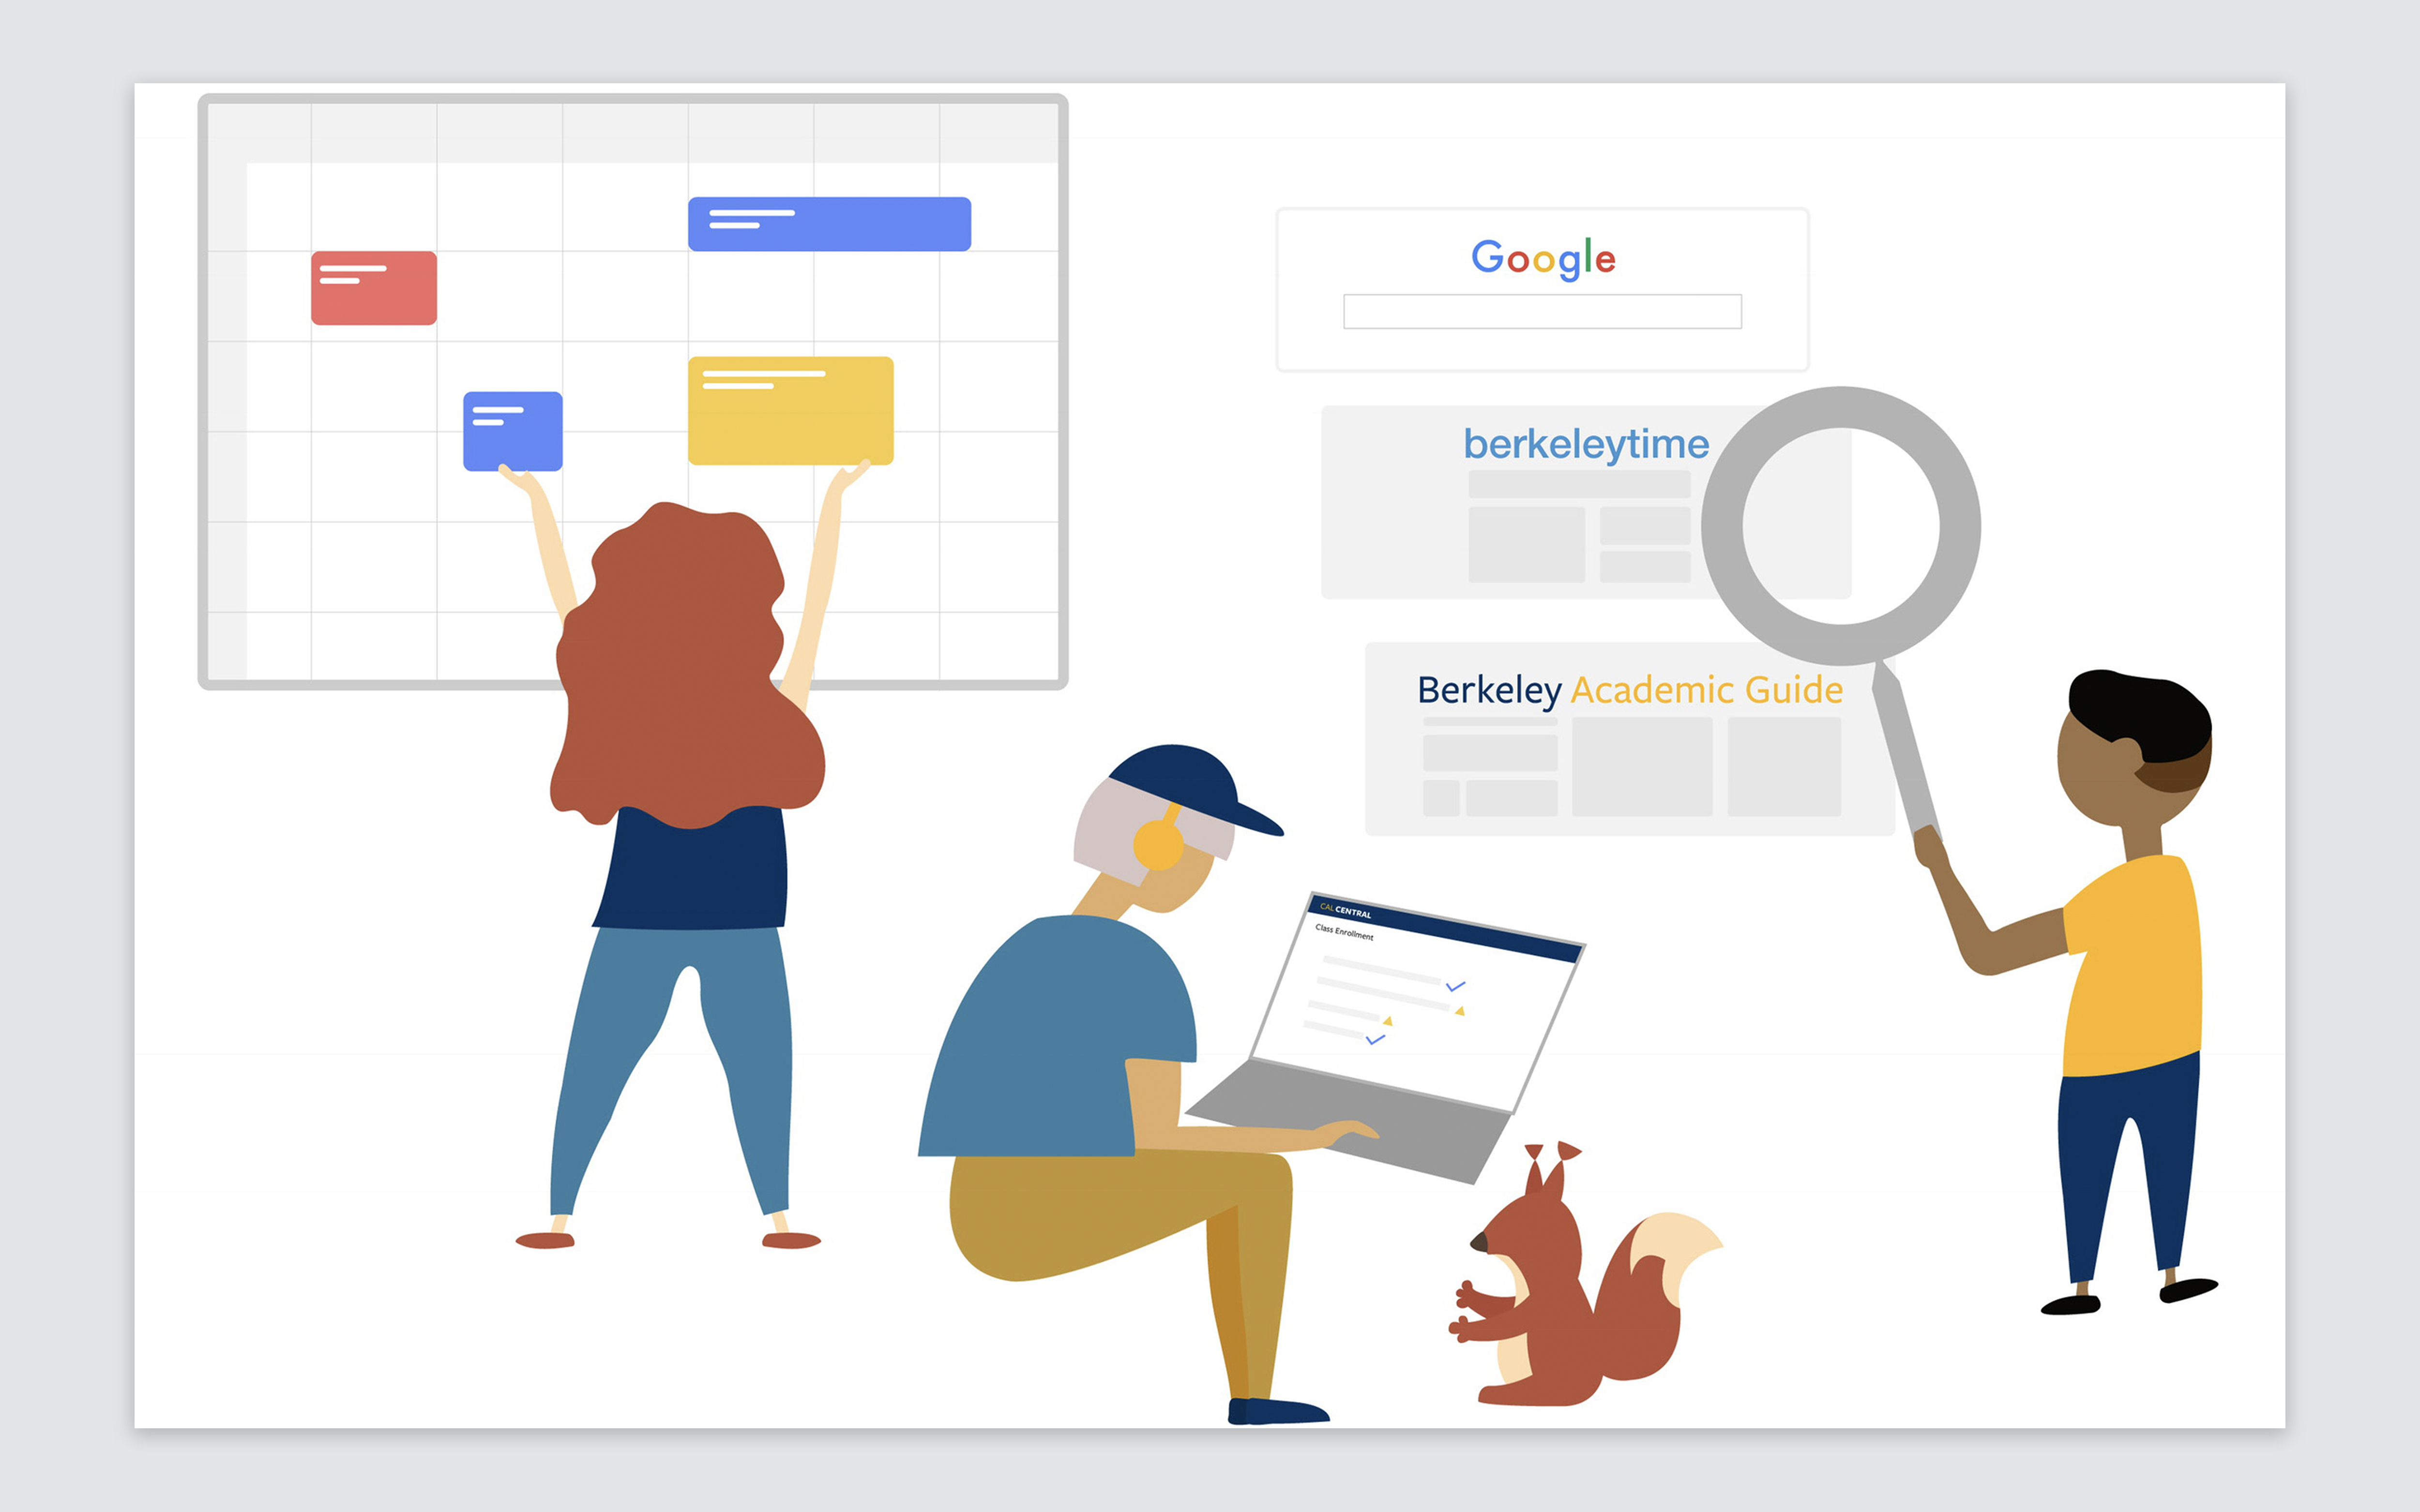 Google
berkeleytime
Berkeley Academic Guide
CAL CENTRAL
Class Enrollment